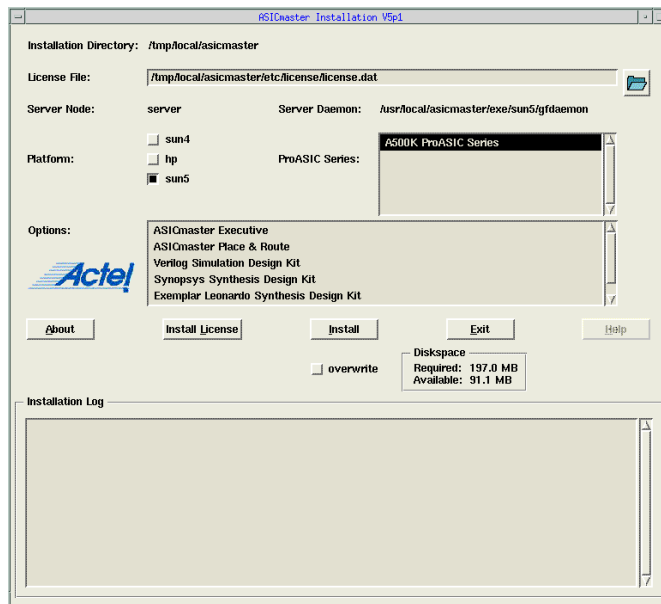 ASICmaster Installation V5p1
Installation Directory: /tmp/local/asicmaster
License File: /tmp/local/asicmaster/etc/license/license.dat
Server Node: server Server Daemon: /usr/local/asicmaster/exe/sun5/gfdaemon
Platform:
sun4
hp
sun5
ProASIC Series:
A500K ProASIC Series
Options:
ASICmaster Executive
ASICmaster Place & Route
Verilog Simulation Design Kit
Synopsys Synthesis Design Kit
Exemplar Leonardo Synthesis Design Kit
Actel
About Install License Install Exit Help
overwrite
Diskspace
Required: 197.0 MB
Available: 91.1 MB
Installation Log